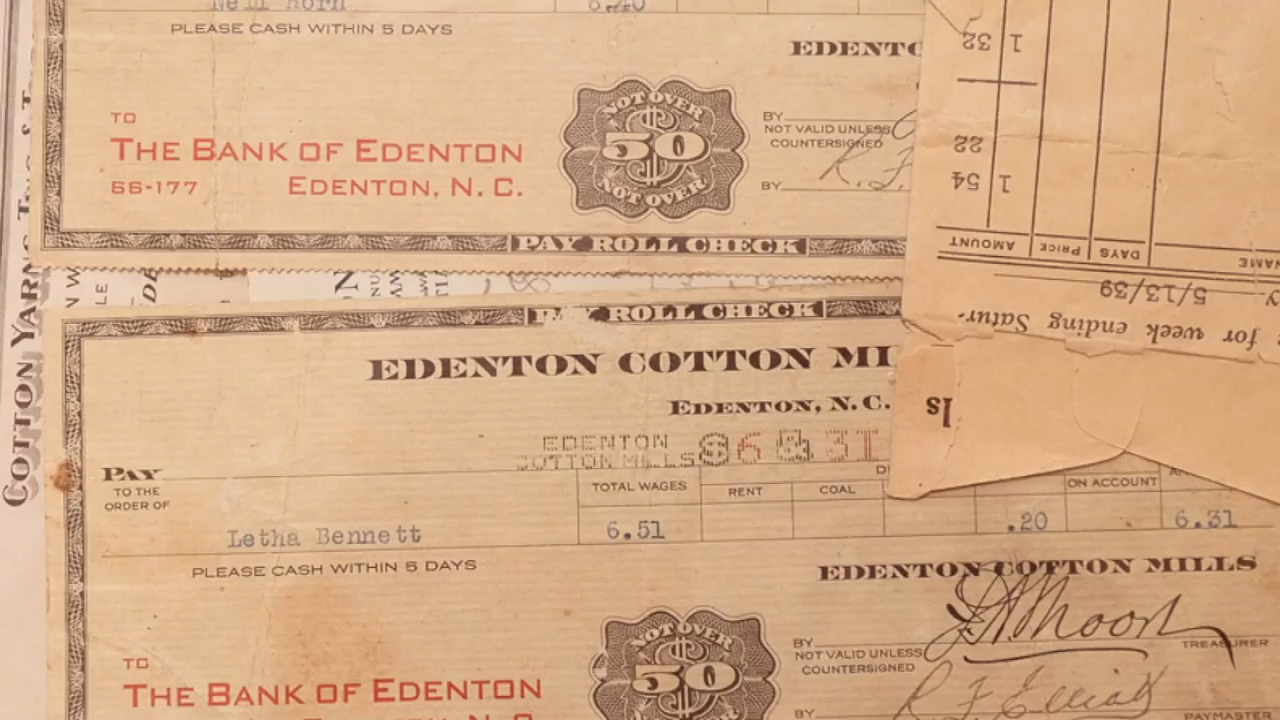 Nell Horn
PLEASE CASH WITHIN 5 DAYS
EDENTO
TO
THE BANK OF EDENTON
66-177 EDENTON, N. C.
NOT OVER
$50
NOT OVER
BY
NOT VALID UNLESS
COUNTERSIGNED
R. F.
BY
PAY ROLL CHECK
1 32
22
1 54
NAME DAYS PRICE AMOUNT
5/13/39
for week ending Satur-
ls
COTTON YARNS
PAY ROLL CHECK
EDENTON COTTON MI
EDENTON, N. C.
EDENTON
COTTON MILLS
$6 31
PAY
TO THE
ORDER OF
TOTAL WAGES RENT COAL ON ACCOUNT
Letha Bennett 6.51 .20 6.31
PLEASE CASH WITHIN 5 DAYS
EDENTON COTTON MILLS
BY TREASURER
NOT VALID UNLESS
COUNTERSIGNED
R. F. Elliott
BY PAYMASTER
TO
THE BANK OF EDENTON
EDENTON, N. C.
NOT OVER
$50